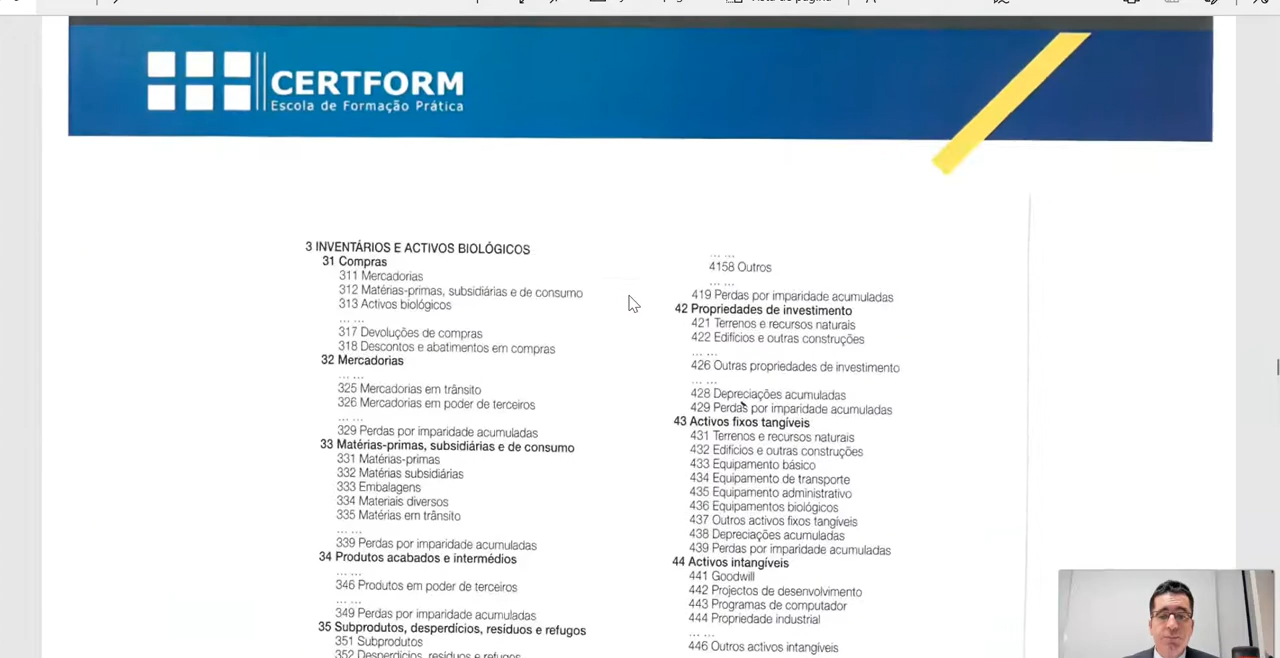 CERTFORM
Escola de Formação Prática
3 INVENTÁRIOS E ACTIVOS BIOLÓGICOS
31 Compras
311 Mercadorias
312 Matérias-primas, subsidiárias e de consumo
313 Activos biológicos
... ...
317 Devoluções de compras
318 Descontos e abatimentos em compras
32 Mercadorias
... ...
325 Mercadorias em trânsito
326 Mercadorias em poder de terceiros
... ...
329 Perdas por imparidade acumuladas
33 Matérias-primas, subsidiárias e de consumo
331 Matérias-primas
332 Matérias subsidiárias
333 Embalagens
334 Materiais diversos
335 Matérias em trânsito
... ...
339 Perdas por imparidade acumuladas
34 Produtos acabados e intermédios
... ...
346 Produtos em poder de terceiros
... ...
349 Perdas por imparidade acumuladas
35 Subprodutos, desperdícios, resíduos e refugos
351 Subprodutos
352 Desperdícios, resíduos e refugos
... ...
4158 Outros
... ...
419 Perdas por imparidade acumuladas
42 Propriedades de investimento
421 Terrenos e recursos naturais
422 Edifícios e outras construções
... ...
426 Outras propriedades de investimento
... ...
428 Depreciações acumuladas
429 Perdas por imparidade acumuladas
43 Activos fixos tangíveis
431 Terrenos e recursos naturais
432 Edifícios e outras construções
433 Equipamento básico
434 Equipamento de transporte
435 Equipamento administrativo
436 Equipamentos biológicos
437 Outros activos fixos tangíveis
438 Depreciações acumuladas
439 Perdas por imparidade acumuladas
44 Activos intangíveis
441 Goodwill
442 Projectos de desenvolvimento
443 Programas de computador
444 Propriedade industrial
... ...
446 Outros activos intangíveis